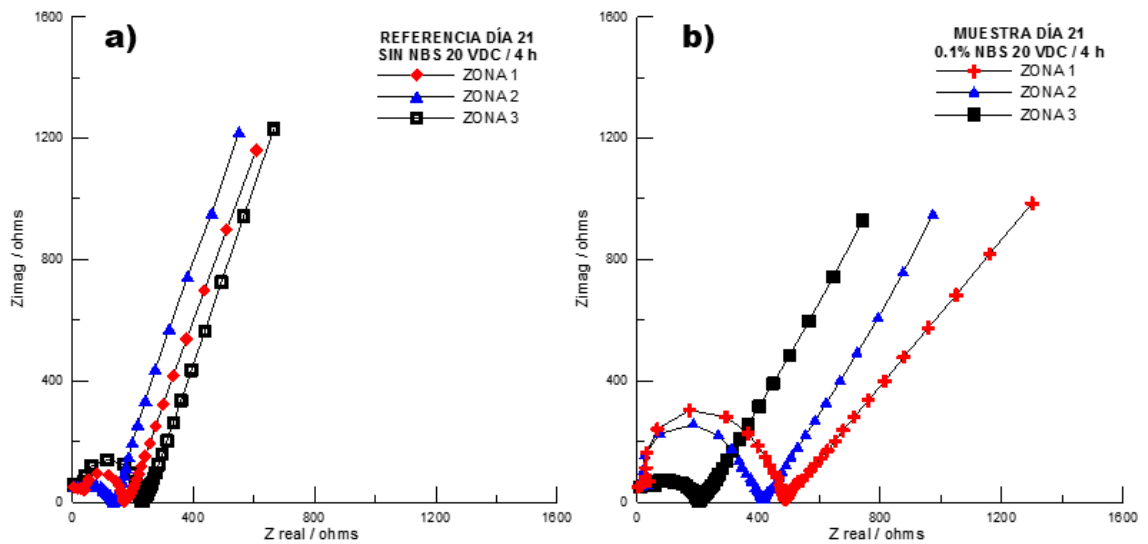 a)
REFERENCIA DÍA 21
SIN NBS 20 VDC / 4 h
ZONA 1
ZONA 2
ZONA 3
Zimag / ohms
1600
1200
800
400
0
0
400
800
1200
1600
Z real / ohms
b)
MUESTRA DÍA 21
0.1% NBS 20 VDC / 4 h
ZONA 1
ZONA 2
ZONA 3
Zimag / ohms
1600
1200
800
400
0
0
400
800
1200
1600
Z real / ohms